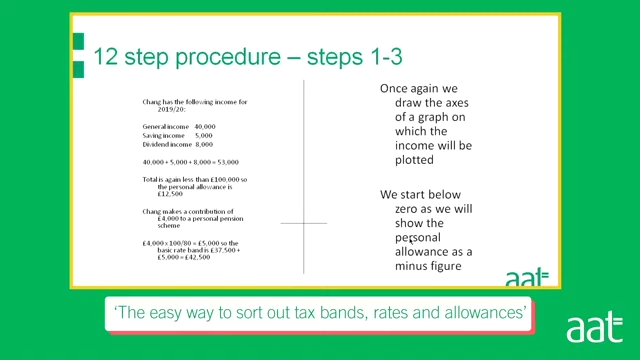 12 step procedure – steps 1-3
Chang has the following income for
2019/20:
General income 40,000
Saving income 5,000
Dividend income 8,000
40,000 + 5,000 + 8,000 = 53,000
Total is again less than £100,000 so
the personal allowance is
£12,500
Chang makes a contribution of
£4,000 to a personal pension
scheme
£4,000 x 100/80 = £5,000 so the
basic rate band is £37,500 +
£5,000 = £42,500
Once again we
draw the axes
of a graph on
which the
income will be
plotted
We start below
zero as we will
show the
personal
allowance as a
minus figure
aat
'The easy way to sort out tax bands, rates and allowances'
aat